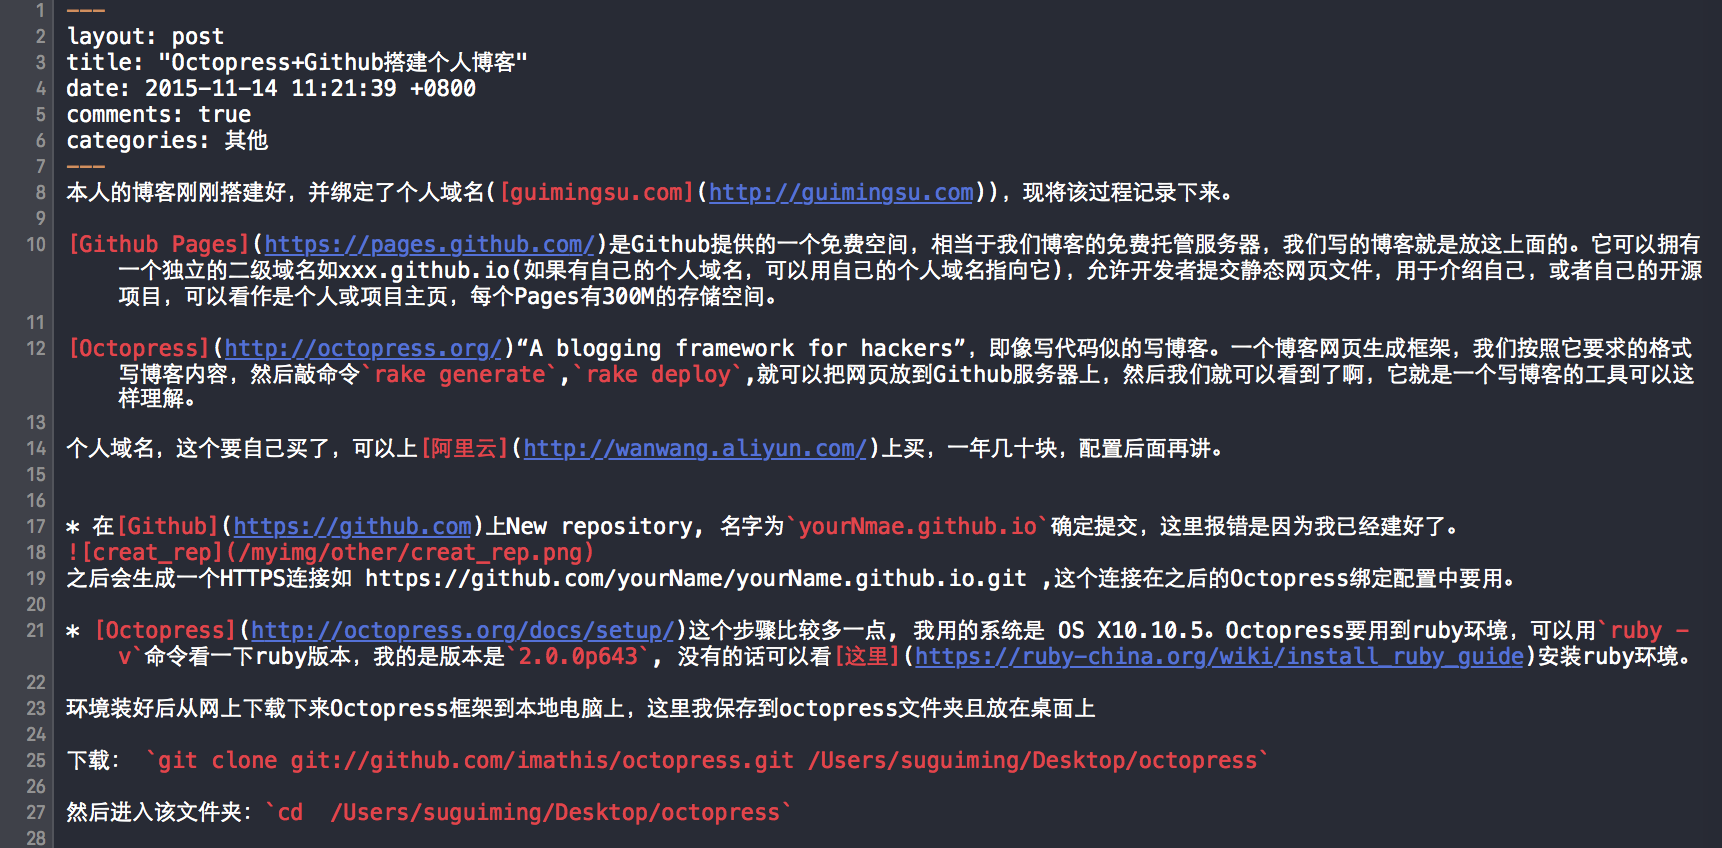 1 ---
2 layout: post
3 title: "Octopress+Github搭建个人博客"
4 date: 2015-11-14 11:21:39 +0800
5 comments: true
6 categories: 其他
7 ---
8 本人的博客刚刚搭建好，并绑定了个人域名([guimingsu.com](http://guimingsu.com))，现将该过程记录下来。
9
10 [Github Pages](https://pages.github.com/)是Github提供的一个免费空间，相当于我们博客的免费托管服务器，我们写的博客就是放这上面的。它可以拥有
一个独立的二级域名如xxx.github.io(如果有自己的个人域名，可以用自己的个人域名指向它)，允许开发者提交静态网页文件，用于介绍自己，或者自己的开源
项目，可以看作是个人或项目主页，每个Pages有300M的存储空间。
11
12 [Octopress](http://octopress.org/)“A blogging framework for hackers”，即像写代码似的写博客。一个博客网页生成框架，我们按照它要求的格式
写博客内容，然后敲命令`rake generate`,`rake deploy`,就可以把网页放到Github服务器上，然后我们就可以看到了啊，它就是一个写博客的工具可以这
样理解。
13
14 个人域名，这个要自己买了，可以上[阿里云](http://wanwang.aliyun.com/)上买，一年几十块，配置后面再讲。
15
16
17 * 在[Github](https://github.com)上New repository, 名字为`yourNmae.github.io`确定提交，这里报错是因为我已经建好了。
18 ![creat_rep](/myimg/other/creat_rep.png)
19 之后会生成一个HTTPS连接如 https://github.com/yourName/yourName.github.io.git ,这个连接在之后的Octopress绑定配置中要用。
20
21 * [Octopress](http://octopress.org/docs/setup/)这个步骤比较多一点, 我用的系统是 OS X10.10.5。Octopress要用到ruby环境，可以用`ruby -
v`命令看一下ruby版本，我的是版本是`2.0.0p643`, 没有的话可以看[这里](https://ruby-china.org/wiki/install_ruby_guide)安装ruby环境。
22
23 环境装好后从网上下载下来Octopress框架到本地电脑上，这里我保存到octopress文件夹且放在桌面上
24
25 下载： `git clone git://github.com/imathis/octopress.git /Users/suguiming/Desktop/octopress`
26
27 然后进入该文件夹：`cd  /Users/suguiming/Desktop/octopress`
28